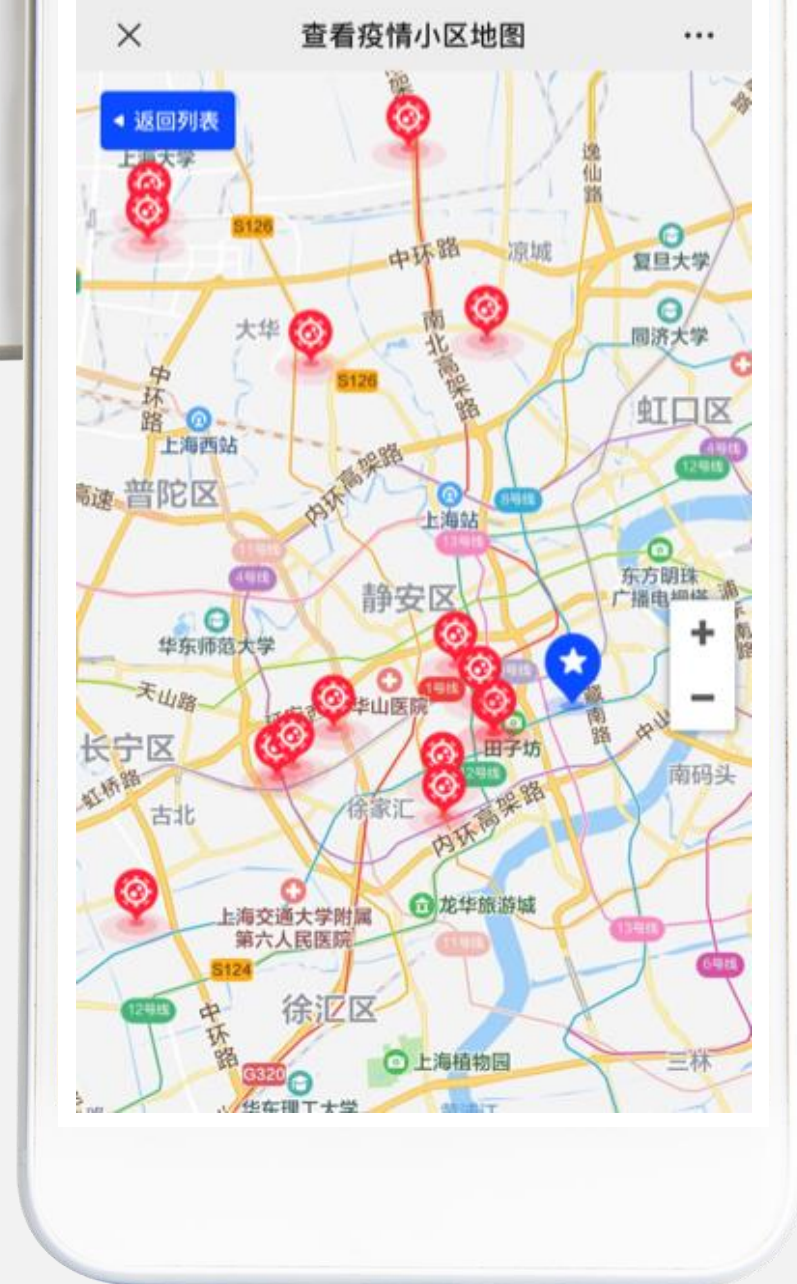 查看疫情小区地图
返回列表
上海大学
逸仙路
S126
中环路
凉城
复旦大学
大华
南北高架路
同济大学
S126
中环路
虹口区
上海西站
4号线
12号线
内环高架路
高速
普陀区
8号线
上海站
13号线
11号线
东方明珠
广播电视塔
4号线
静安区
华东师范大学
1号线
天山路
华山医院
长宁区
田子坊
12号线
南码头
虹桥路
古北
徐家汇
内环高架路
上海交通大学附属
第六人民医院
龙华旅游城
13号线
11号线
S124
6号线
12号线
徐汇区
中环路
G320
上海植物园
三林
华东理工大学